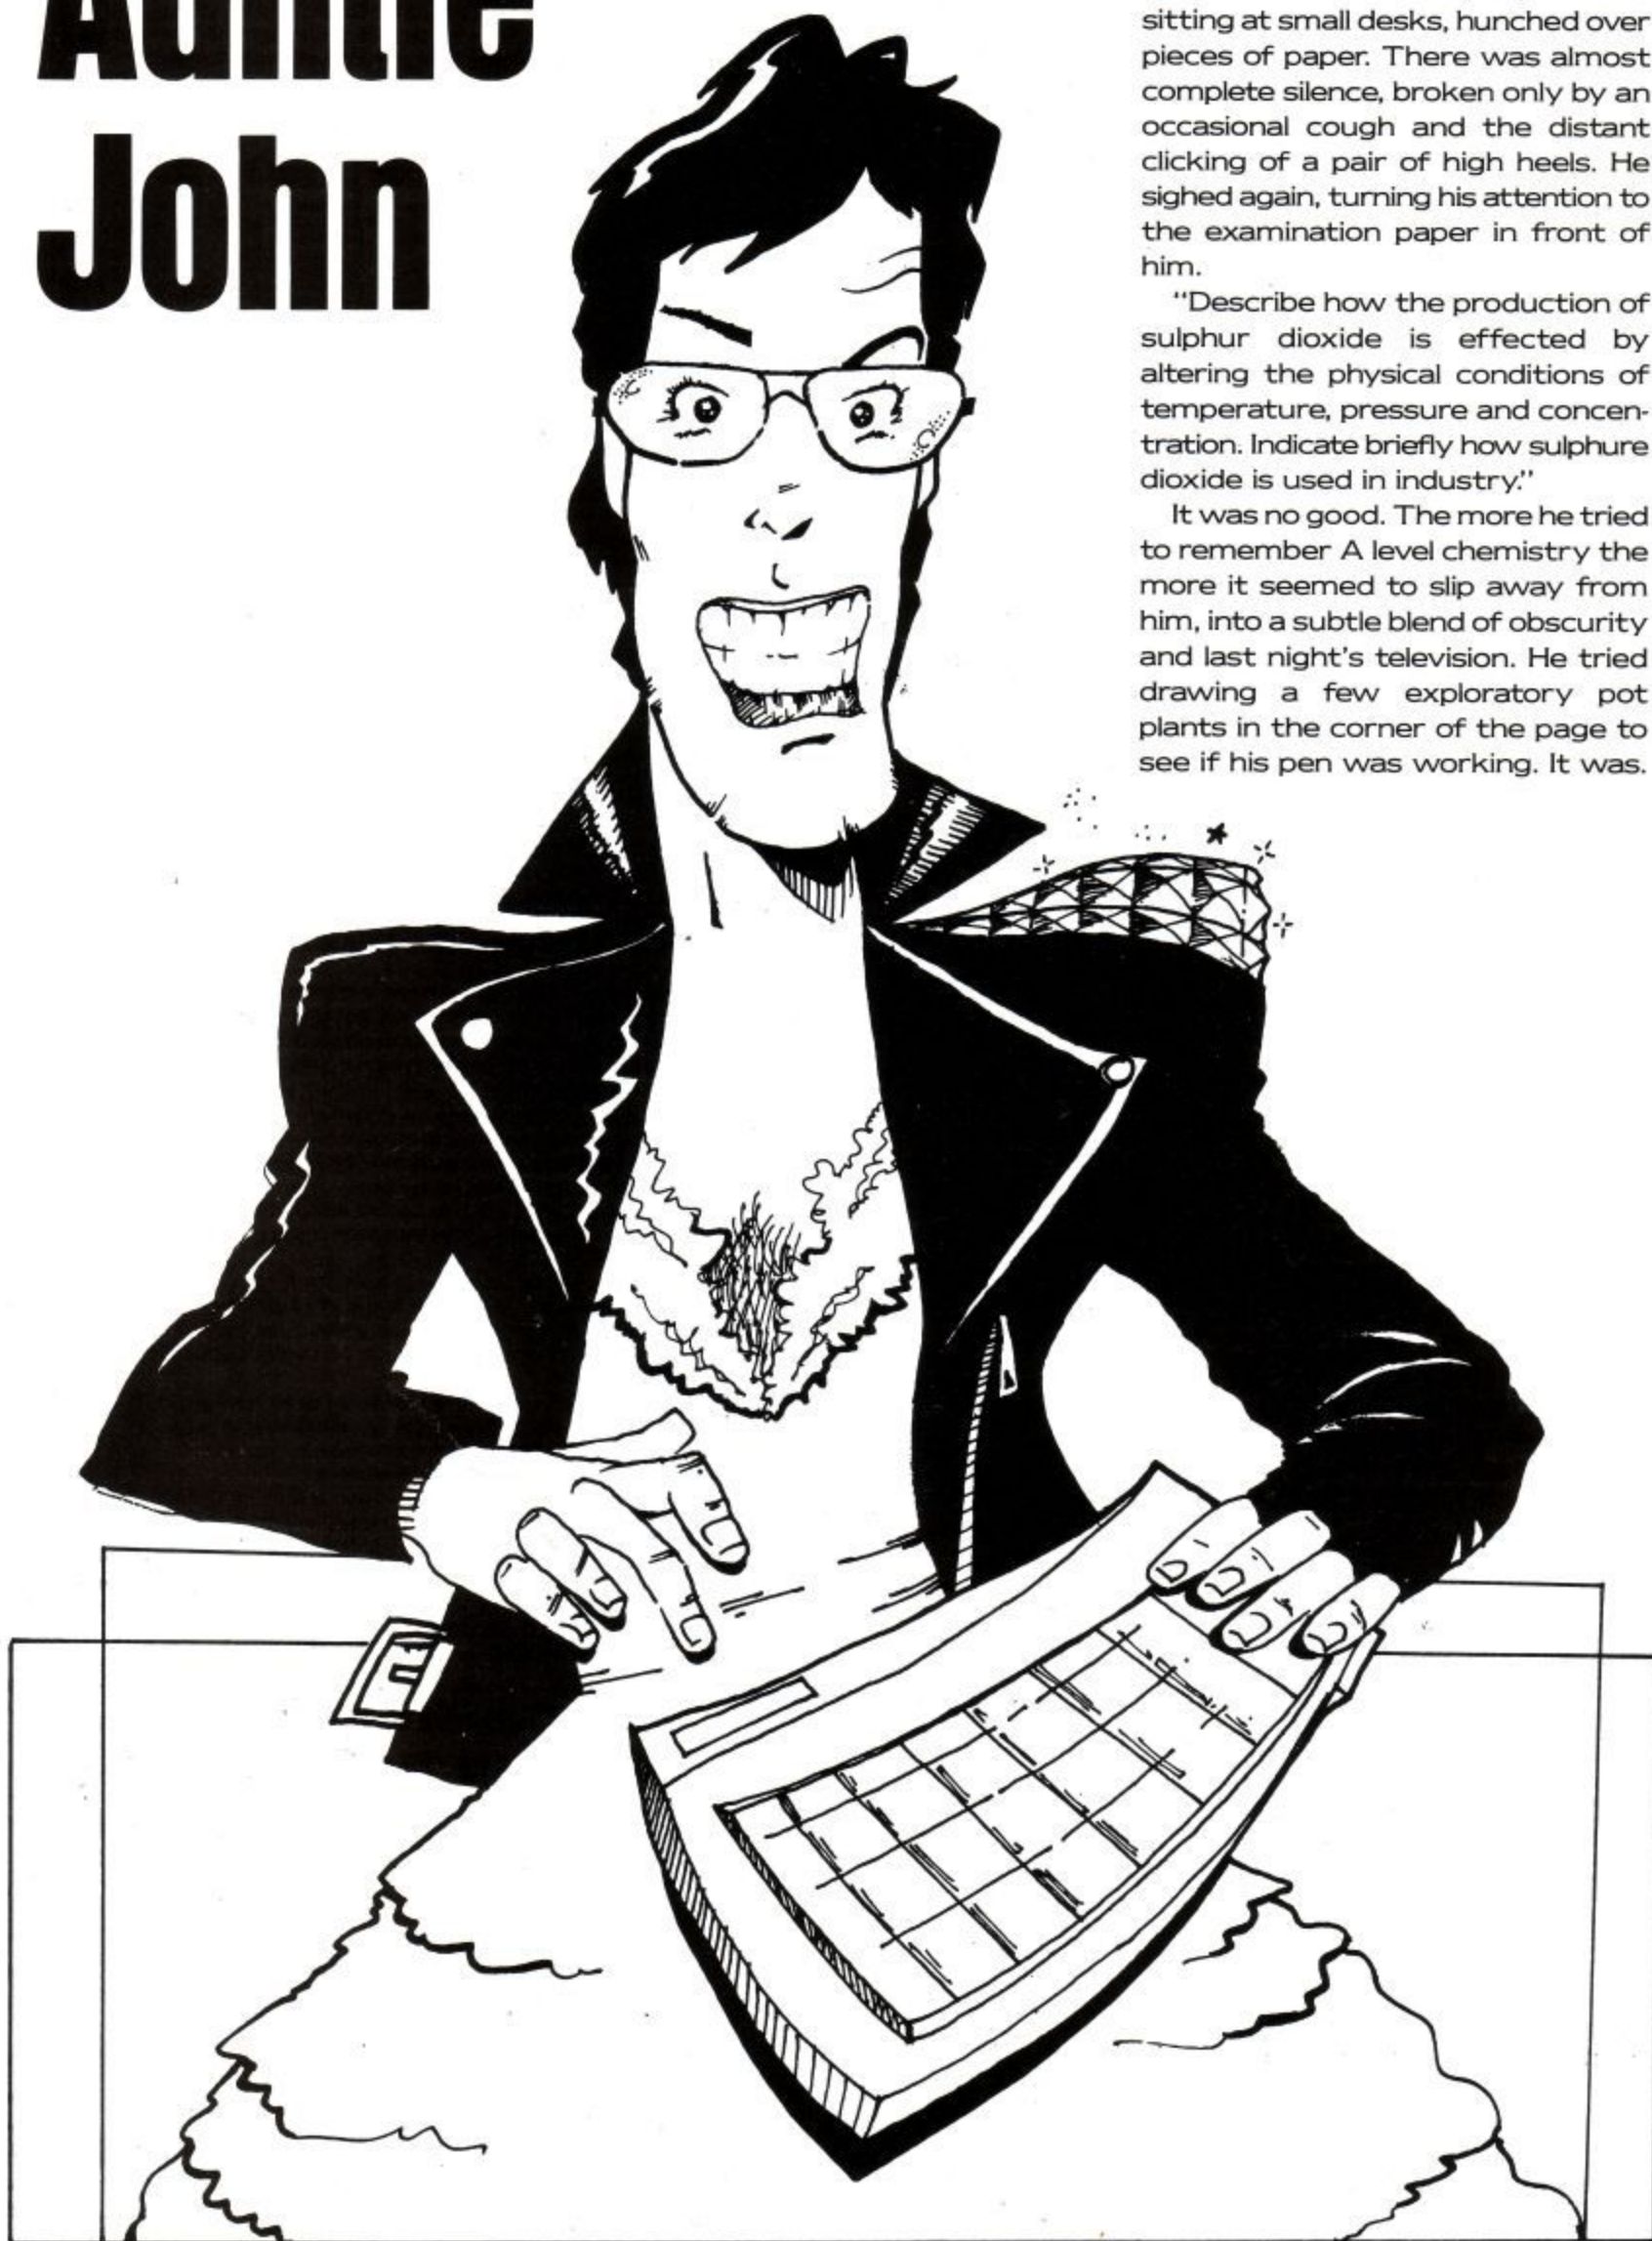 Auntie
John
sitting at small desks, hunched over
pieces of paper. There was almost
complete silence, broken only by an
occasional cough and the distant
clicking of a pair of high heels. He
sighed again, turning his attention to
the examination paper in front of
him.
"Describe how the production of
sulphur dioxide is effected by
altering the physical conditions of
temperature, pressure and concen-
tration. Indicate briefly how sulphure
dioxide is used in industry."
It was no good. The more he tried
to remember A level chemistry the
more it seemed to slip away from
him, into a subtle blend of obscurity
and last night's television. He tried
drawing a few exploratory pot
plants in the corner of the page to
see if his pen was working. It was.